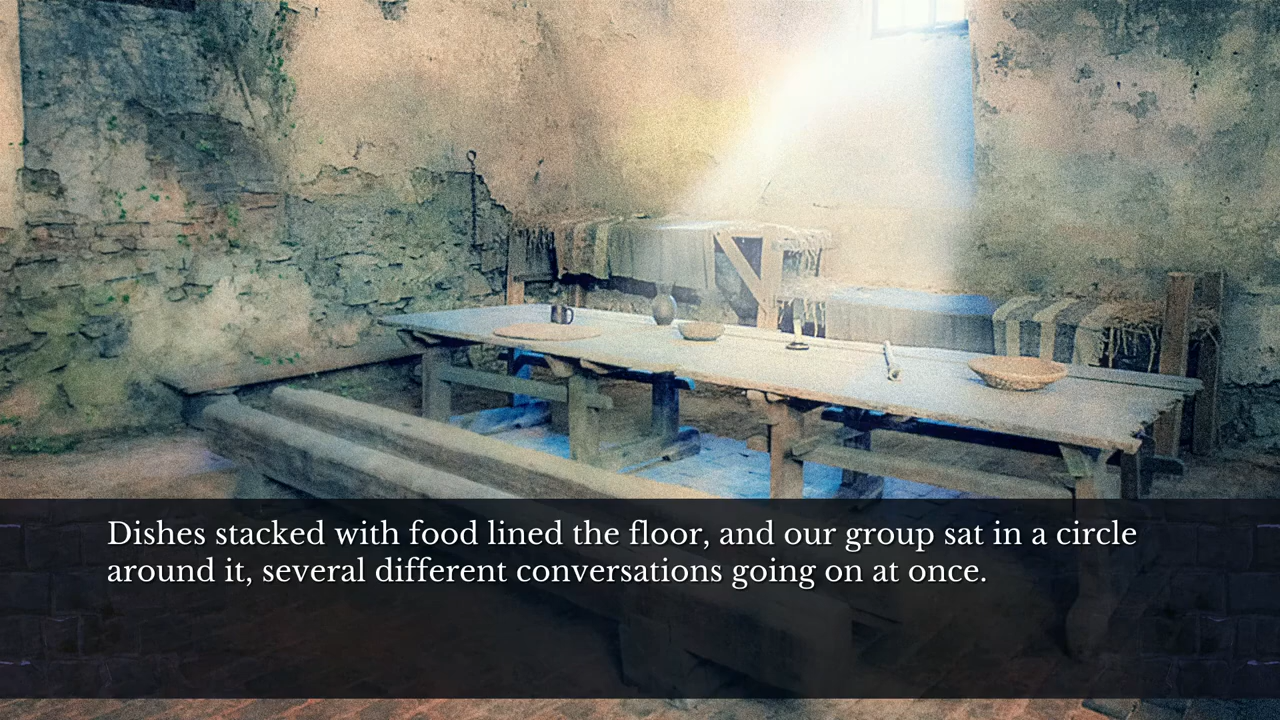 Dishes stacked with food lined the floor, and our group sat in a circle
around it, several different conversations going on at once.